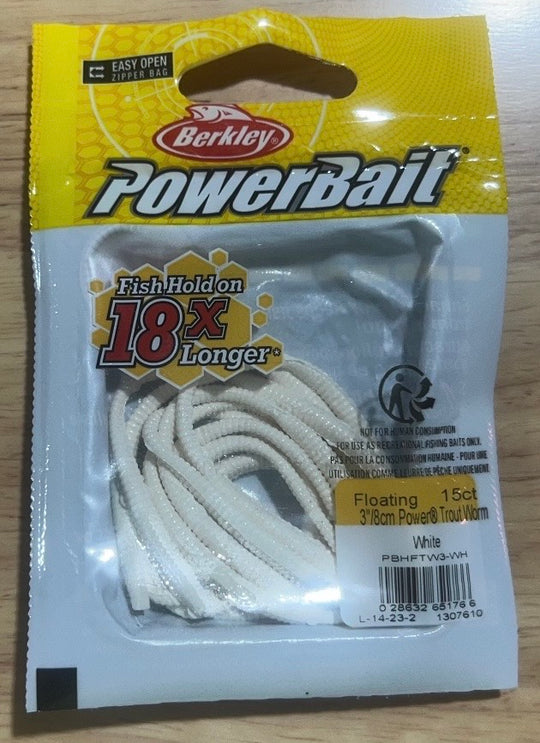 EASY OPEN
ZIPPER BAG
Berkley®
PowerBait®
Fish Hold on
18x
Longer*
NOT FOR HUMAN CONSUMPTION
FOR USE AS RECREATIONAL FISHING BAITS ONLY.
PAS POUR LA CONSOMMATION HUMAINE - POUR UNE
UTILISATION COMME LEURRE DE PÊCHE UNIQUEMENT
Floating 15ct
3"/8cm Power® Trout Worm
White
PBHFTW3-WH
0 28632 65176 6
L-14-23-2 1307610